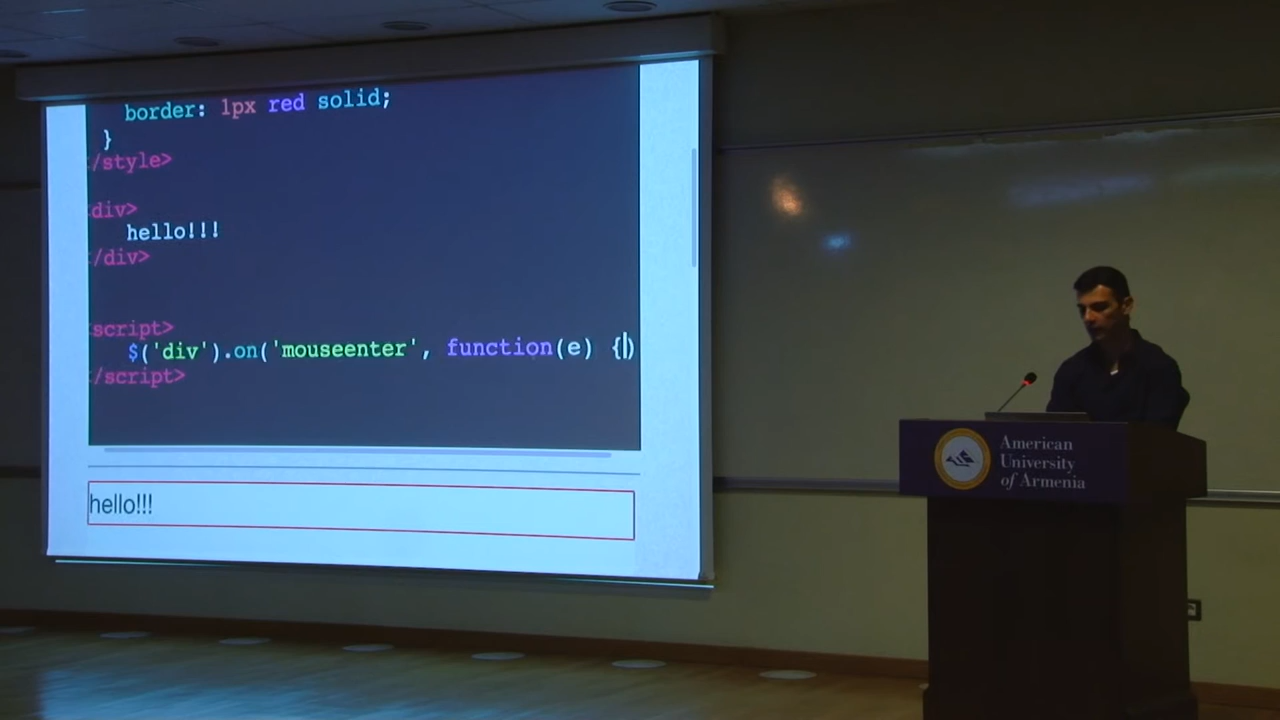 border: 1px red solid;
}
/style>
div>
hello!!!
/div>
script>
$('div').on('mouseenter', function(e) {)
/script>
hello!!!
American
University
of Armenia